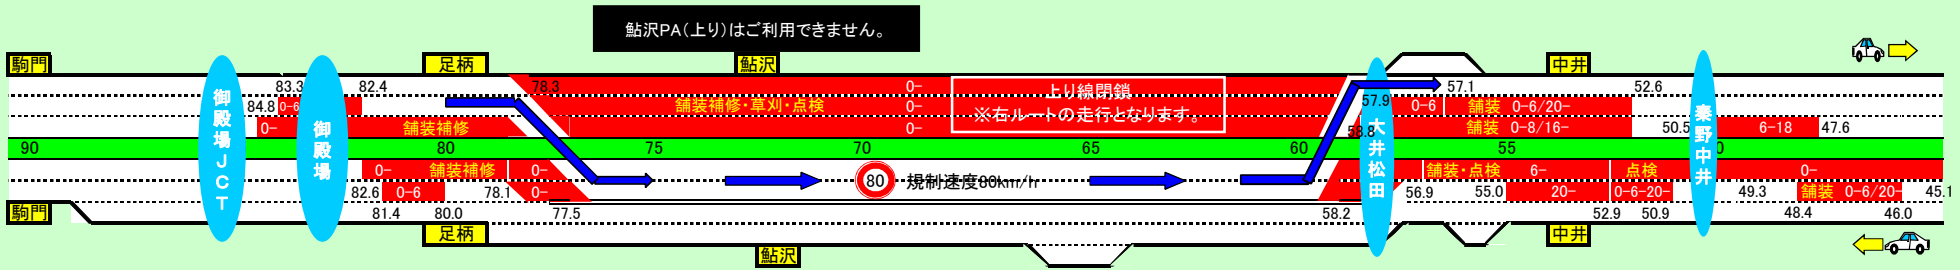 鮎沢PA(上り)はご利用できません。
駒門
足柄
鮎沢
中井
83.3
82.4
78.3
0-
上り線閉鎖
57.1
52.6
84.8
0-6
舗装補修・草刈・点検
0-
※右ルートの走行となります。
57.9
0-6
舗装 0-6/20-
0-
舗装補修
0-
58.8
舗装 0-8/16-
50.5
6-18
47.6
御殿場JCT
御殿場
大井松田
秦野中井
90
80
75
70
65
60
55
0
0-
舗装補修
0-
80
規制速度80km/h
舗装・点検 6-
点検
0-
82.6
0-6
78.1
0-
56.9
55.0
20-
0-6-20-
49.3
舗装 0-6/20-
45.1
駒門
81.4
80.0
77.5
58.2
52.9
50.9
48.4
46.0
足柄
中井
鮎沢